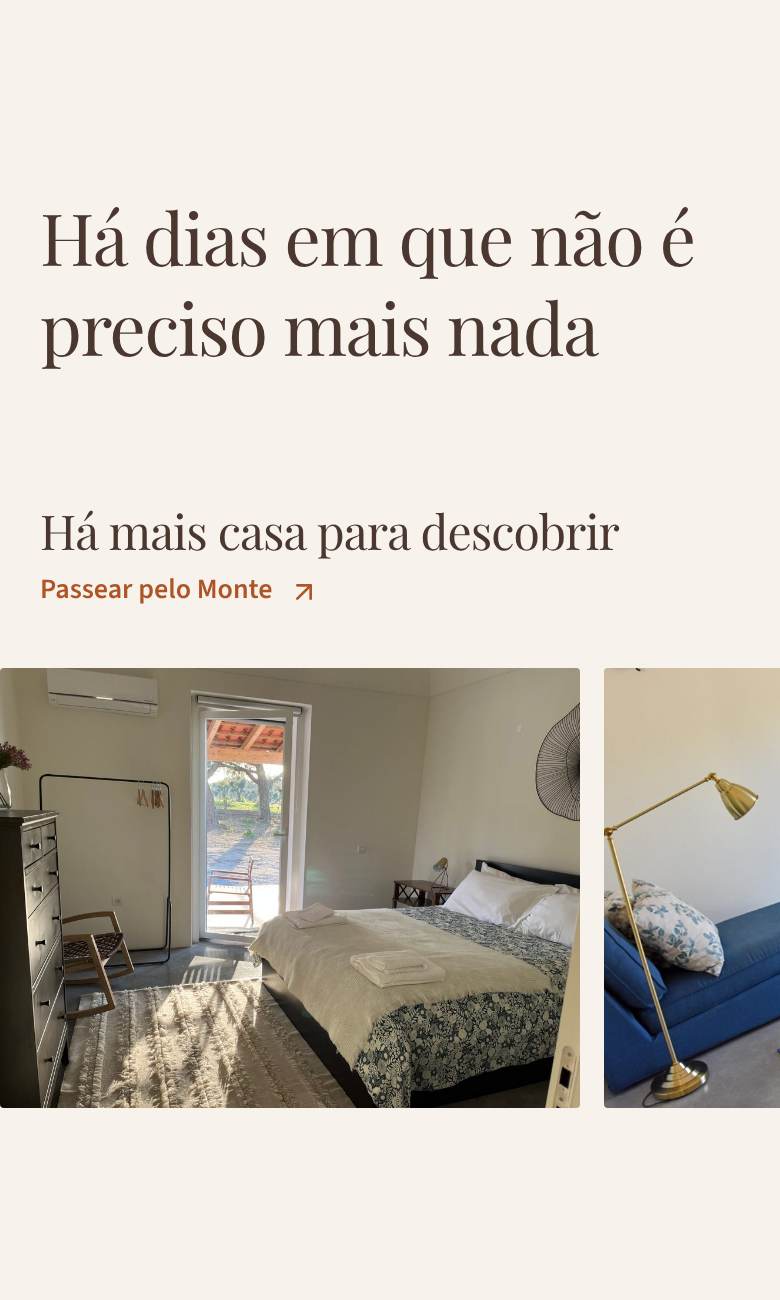 Há dias em que não é
preciso mais nada
Há mais casa para descobrir
Passear pelo Monte